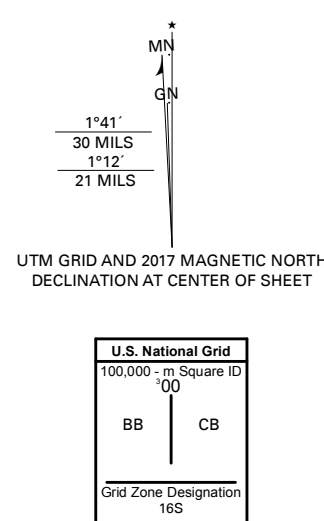 MN
GN
1°41´
30 MILS
1°12´
21 MILS
UTM GRID AND 2017 MAGNETIC NORTH
DECLINATION AT CENTER OF SHEET
U.S. National Grid
100,000 - m Square ID
³00
BB CB
Grid Zone Designation
16S